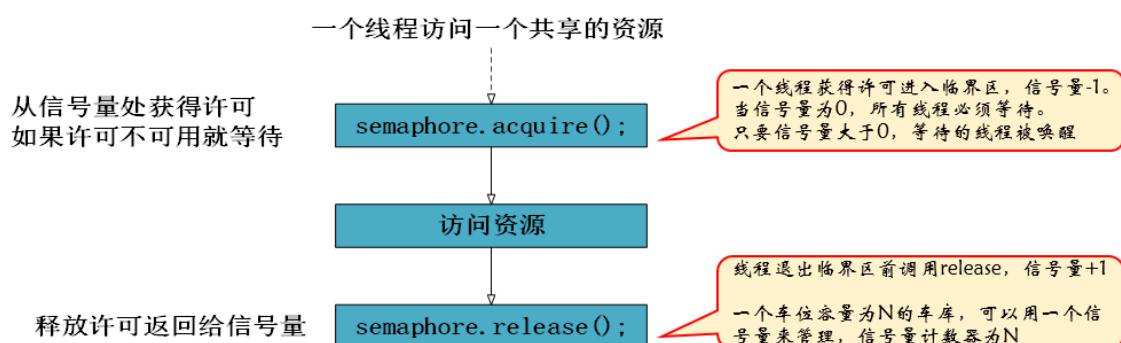 一个线程访问一个共享的资源
从信号量处获得许可
如果许可不可用就等待
semaphore.acquire();
一个线程获得许可进入临界区，信号量-1。
当信号量为0，所有线程必须等待。
只要信号量大于0，等待的线程被唤醒
访问资源
释放许可返回给信号量
semaphore.release();
线程退出临界区前调用release，信号量+1
一个车位容量为N的车库，可以用一个信
号量来管理，信号量计数器为N